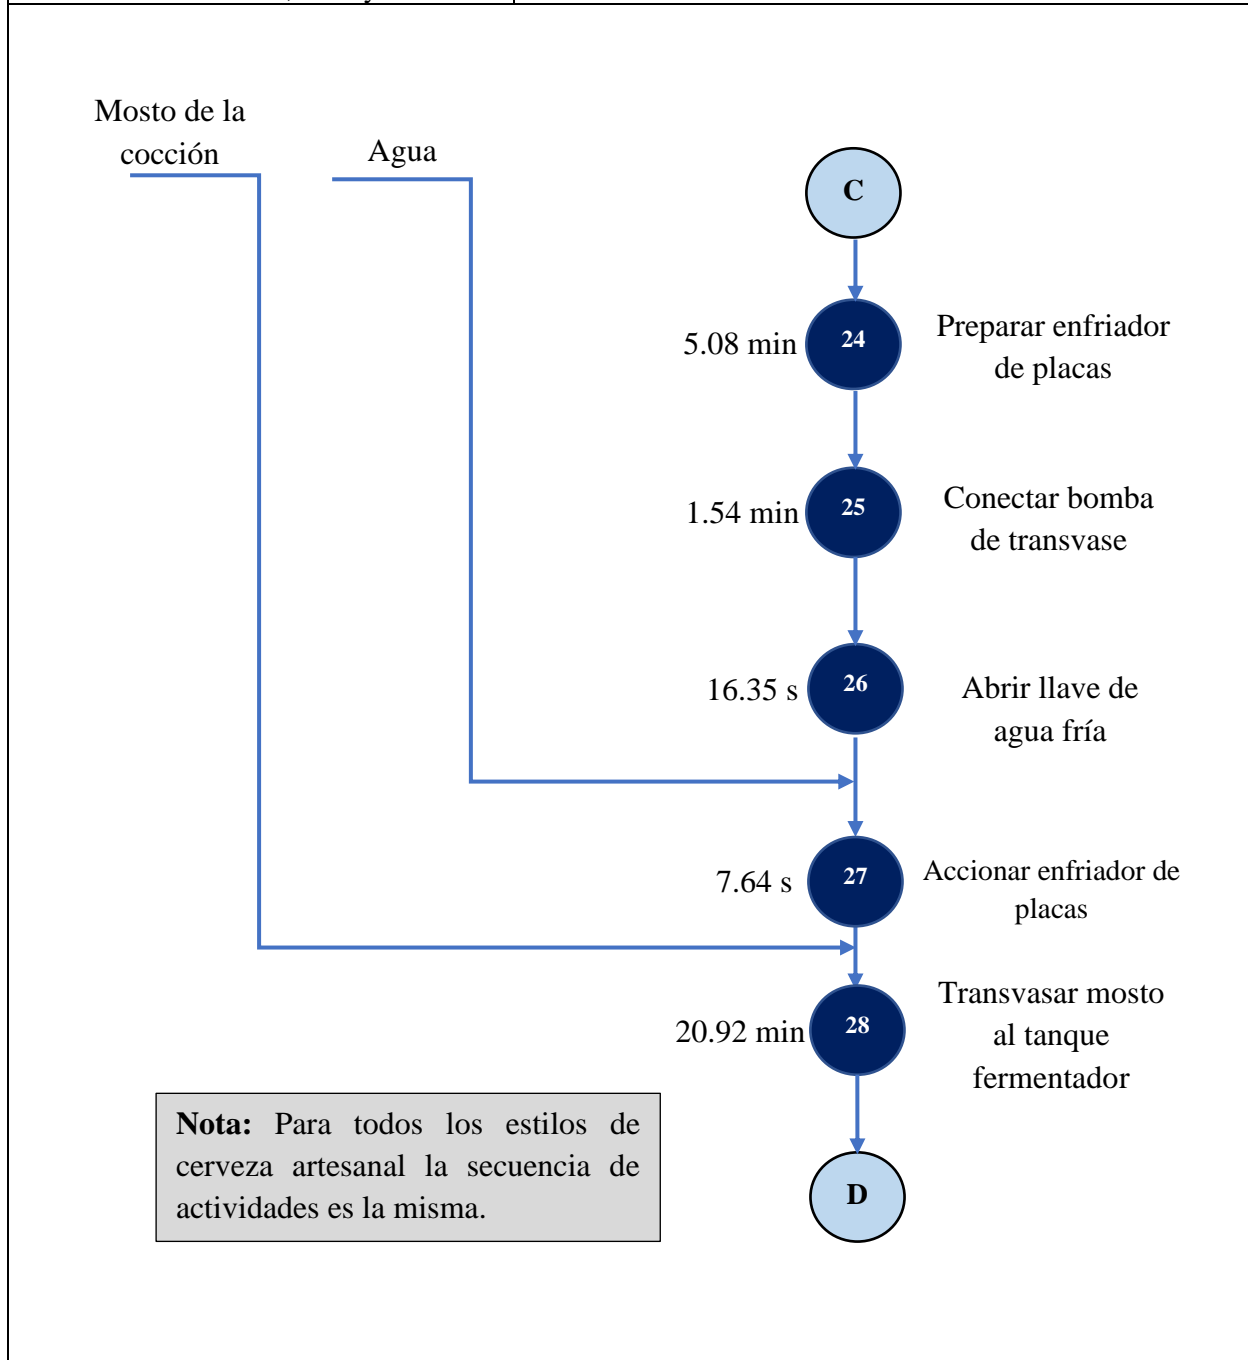 Mosto de la
cocción
Agua
C
5.08 min
24
Preparar enfriador
de placas
1.54 min
25
Conectar bomba
de transvase
16.35 s
26
Abrir llave de
agua fría
7.64 s
27
Accionar enfriador de
placas
20.92 min
28
Transvasar mosto
al tanque
fermentador
Nota: Para todos los estilos de
cerveza artesanal la secuencia de
actividades es la misma.
D